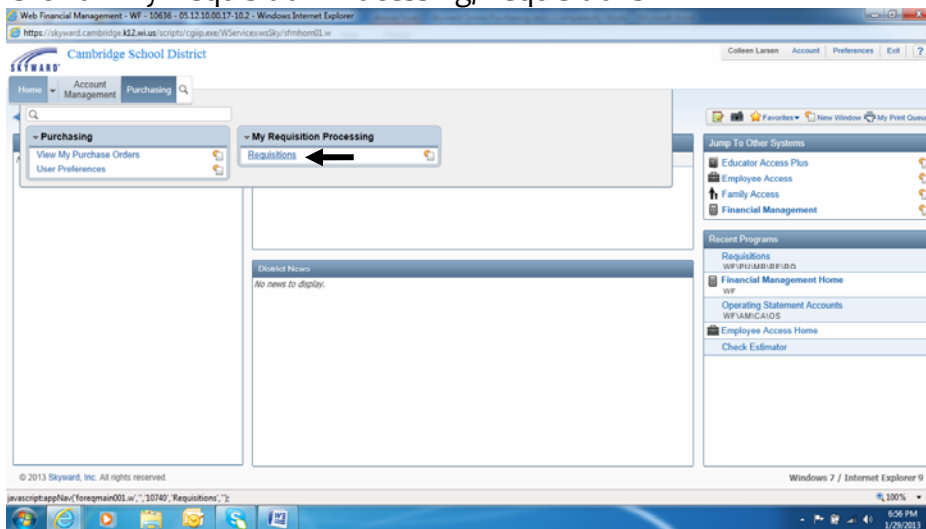 Web Financial Management - WF - 10636 - 05.12.10.00.17-10.2 - Windows Internet Explorer
https://skyward.cambridge.k12.wi.us/scripts/cgiip.exe/WService=wsSky/sfmhom01.w
SKYWARD®
Cambridge School District
Colleen Larsen Account Preferences Exit ?
Home Account Management Purchasing
Favorites New Window My Print Queue
Purchasing
View My Purchase Orders
User Preferences
My Requisition Processing
Requisitions
District News
No news to display.
Jump To Other Systems
Educator Access Plus
Employee Access
Family Access
Financial Management
Recent Programs
Requisitions
WF\PU\MR\RE\RQ
Financial Management Home
WF
Operating Statement Accounts
WF\AM\CA\OS
Employee Access Home
Check Estimator
© 2013 Skyward, Inc. All rights reserved.
Windows 7 / Internet Explorer 9
javascript:appNav('foreqmain001.w','','10740','Requisitions','');
100%
6:56 PM
1/29/2013